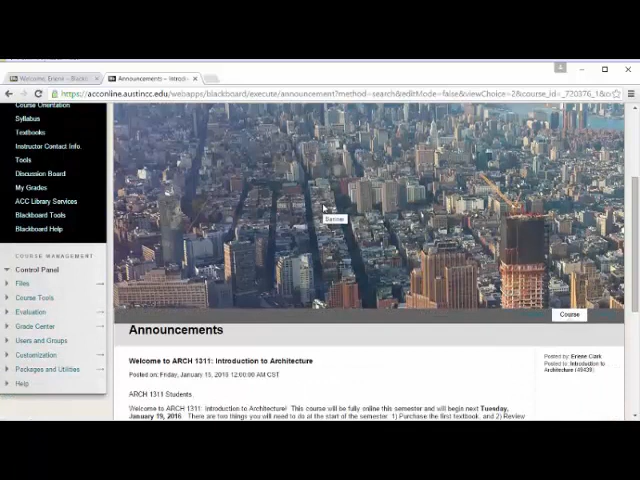 Welcome, Eriene – Blackb
Announcements – Introd
https://acconline.austincc.edu/webapps/blackboard/execute/announcement?method=search&editMode=false&viewChoice=2&course_id=_720376_1&o
Course Orientation
Syllabus
Textbooks
Instructor Contact Info.
Tools
Discussion Board
My Grades
ACC Library Services
Blackboard Tools
Blackboard Help
COURSE MANAGEMENT
Control Panel
Files
Course Tools
Evaluation
Grade Center
Users and Groups
Customization
Packages and Utilities
Help
Banner
Course
Announcements
Welcome to ARCH 1311: Introduction to Architecture
Posted on: Friday, January 15, 2016 12:00:00 AM CST
Posted by: Eriene Clark
Posted to: Introduction to
Architecture (49439)
ARCH 1311 Students
Welcome to ARCH 1311: Introduction to Architecture! This course will be fully online this semester and will begin next Tuesday,
January 19, 2016. There are two things you will need to do at the start of the semester: 1) Purchase the first textbook, and 2) Review